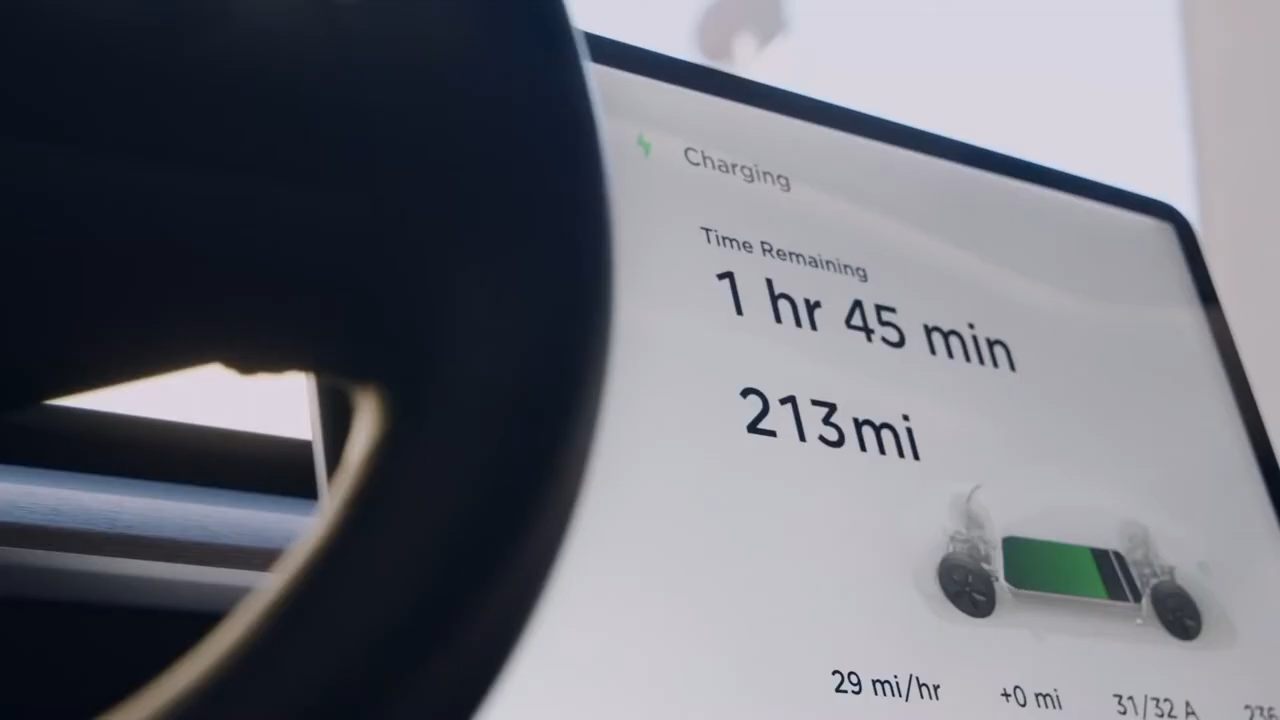 Charging
Time Remaining
1 hr 45 min
213mi
29 mi/hr +0 mi 31/32 A